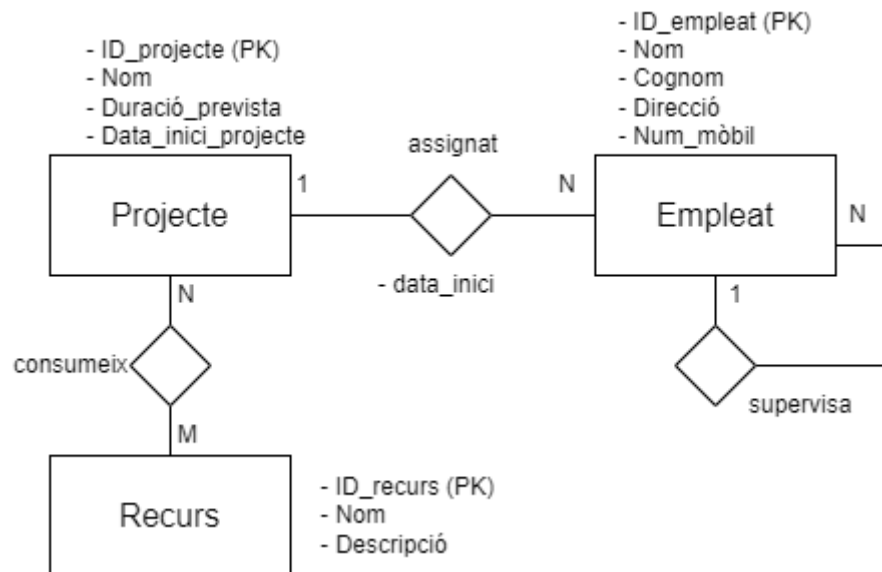 - ID_projecte (PK)
- Nom
- Duració_prevista
- Data_inici_projecte
Projecte
1
assignat
N
- data_inici
- ID_empleat (PK)
- Nom
- Cognom
- Direcció
- Num_mòbil
Empleat
N
1
supervisa
N
consumeix
M
Recurs
- ID_recurs (PK)
- Nom
- Descripció